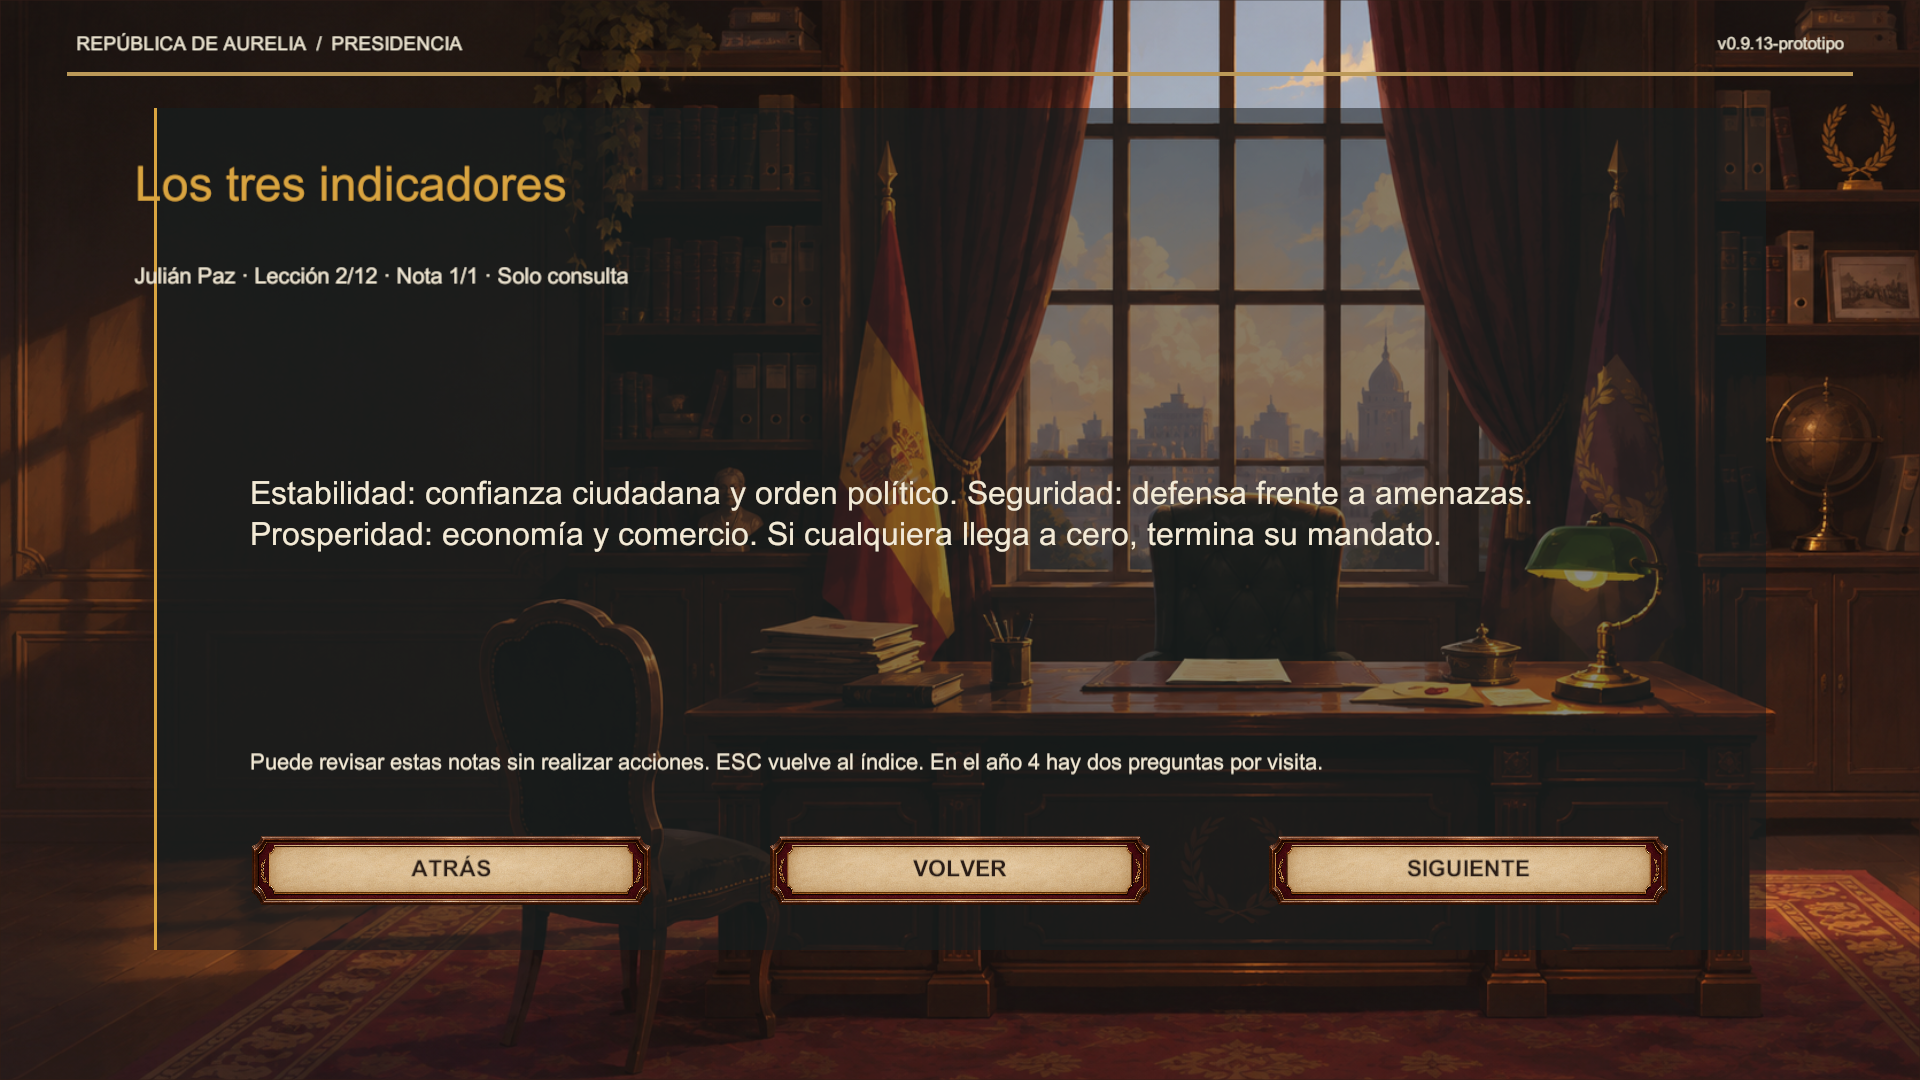 REPÚBLICA DE AURELIA / PRESIDENCIA
v0.9.13-prototipo
Los tres indicadores
Julián Paz · Lección 2/12 · Nota 1/1 · Solo consulta
Estabilidad: confianza ciudadana y orden político. Seguridad: defensa frente a amenazas.
Prosperidad: economía y comercio. Si cualquiera llega a cero, termina su mandato.
Puede revisar estas notas sin realizar acciones. ESC vuelve al índice. En el año 4 hay dos preguntas por visita.
ATRÁS
VOLVER
SIGUIENTE